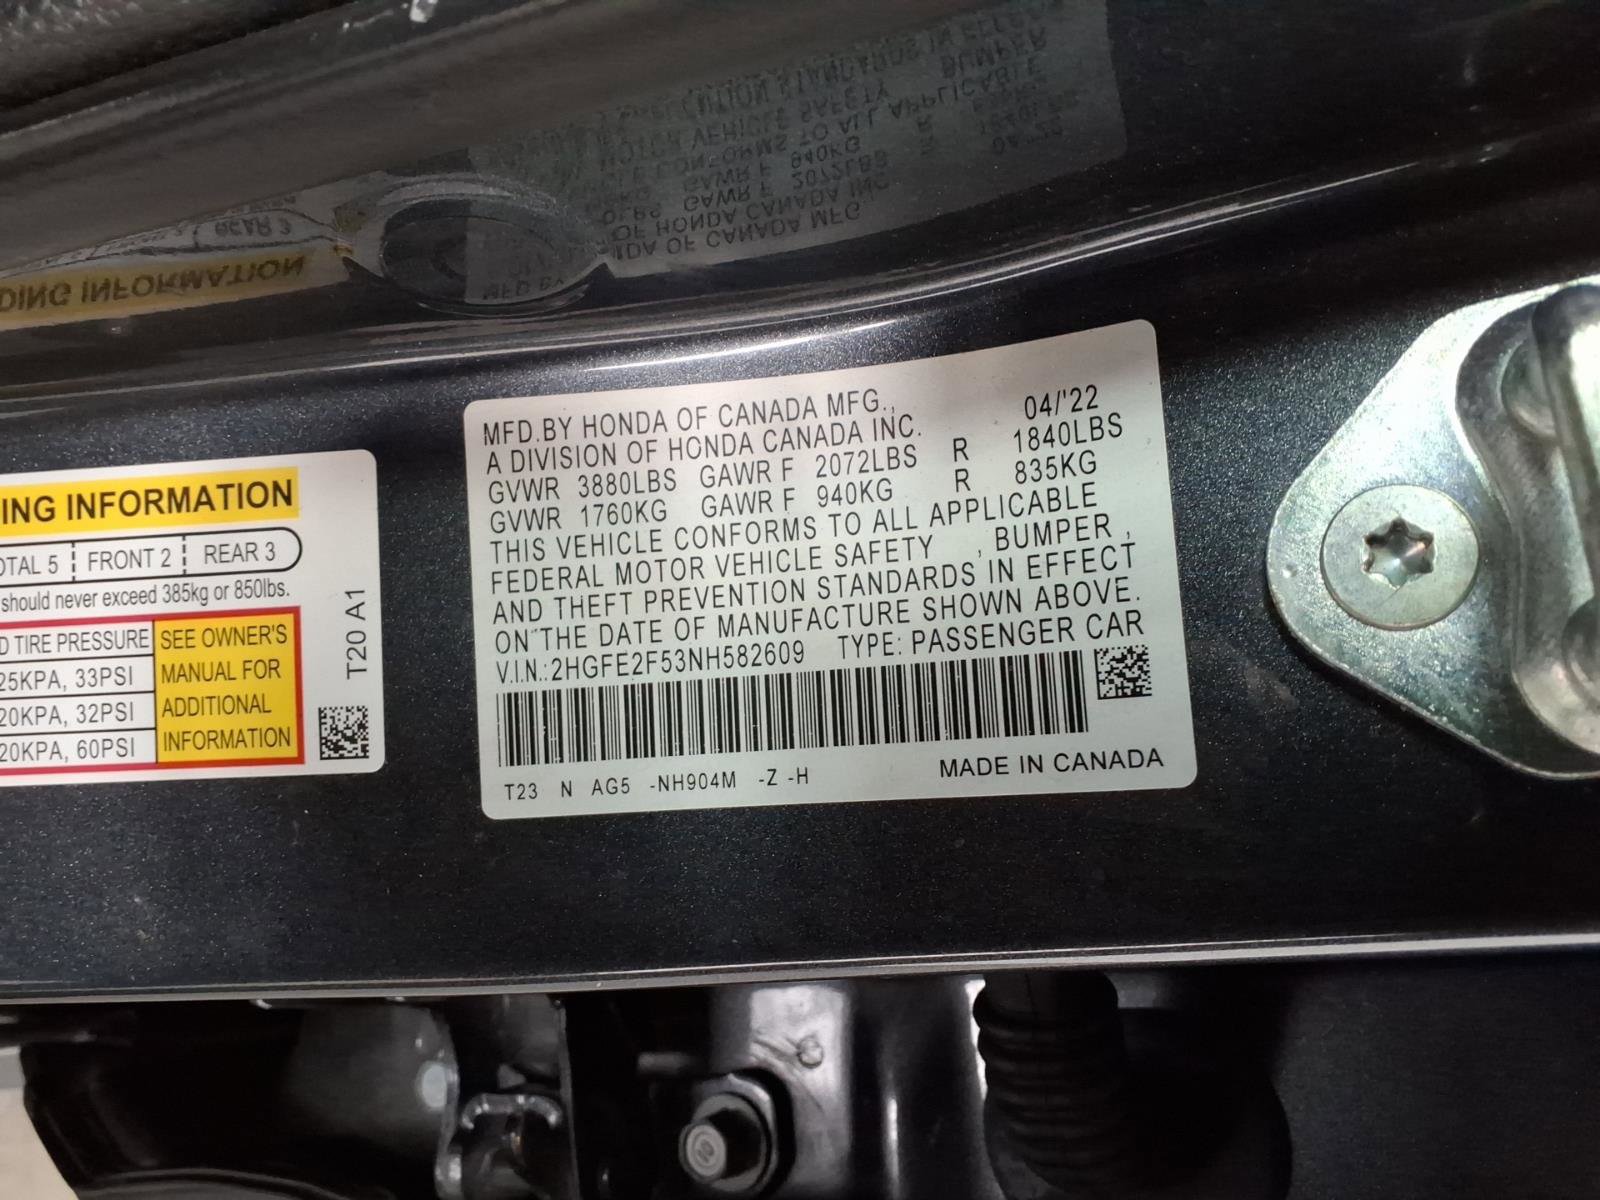 ING INFORMATION
OTAL 5 FRONT 2 REAR 3
should never exceed 385kg or 850lbs.
D TIRE PRESSURE
25KPA, 33PSI
20KPA, 32PSI
20KPA, 60PSI
SEE OWNER'S
MANUAL FOR
ADDITIONAL
INFORMATION
T20 A1
MFD.BY HONDA OF CANADA MFG., 04/'22
A DIVISION OF HONDA CANADA INC.
GVWR 3880LBS GAWR F 2072LBS R 1840LBS
GVWR 1760KG GAWR F 940KG R 835KG
THIS VEHICLE CONFORMS TO ALL APPLICABLE
FEDERAL MOTOR VEHICLE SAFETY , BUMPER ,
AND THEFT PREVENTION STANDARDS IN EFFECT
ON THE DATE OF MANUFACTURE SHOWN ABOVE.
V.I.N.:2HGFE2F53NH582609 TYPE: PASSENGER CAR
T23 N AG5 -NH904M -Z -H MADE IN CANADA